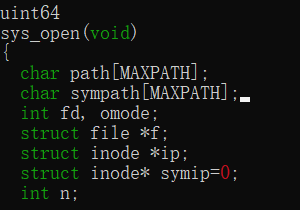 uint64
sys_open(void)
{
  char path[MAXPATH];
  char sympath[MAXPATH];
  int fd, omode;
  struct file *f;
  struct inode *ip;
  struct inode* symip=0;
  int n;